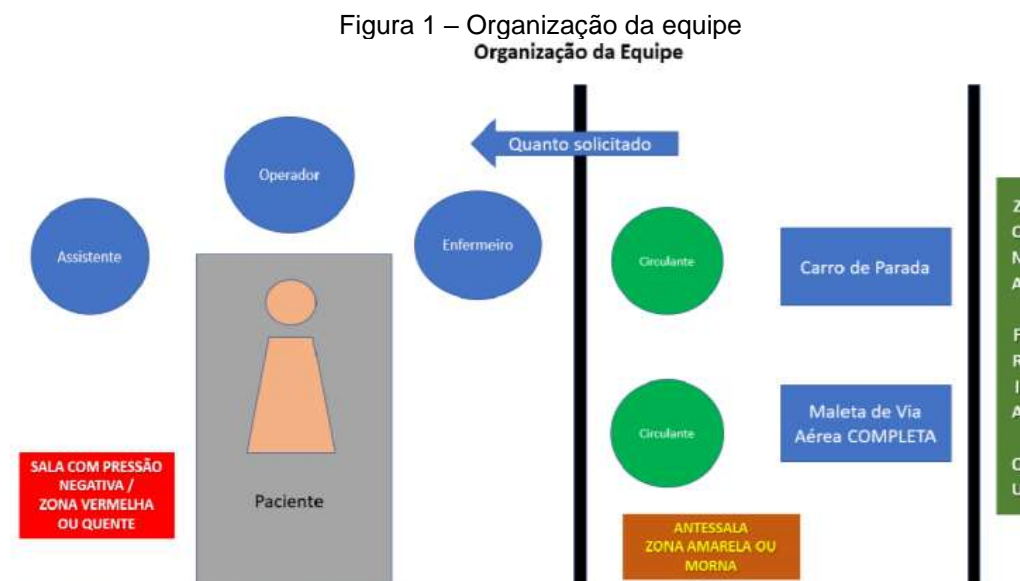 Figura 1 – Organização da equipe
Organização da Equipe
Quanto solicitado
Operador
Assistente
Enfermeiro
Circulante
Carro de Parada
Circulante
Maleta de Via
Aérea COMPLETA
SALA COM PRESSÃO
NEGATIVA /
ZONA VERMELHA
OU QUENTE
Paciente
ANTESSALA
ZONA AMARELA OU
MORNA
Z
O
N
A
F
R
I
A
O
U